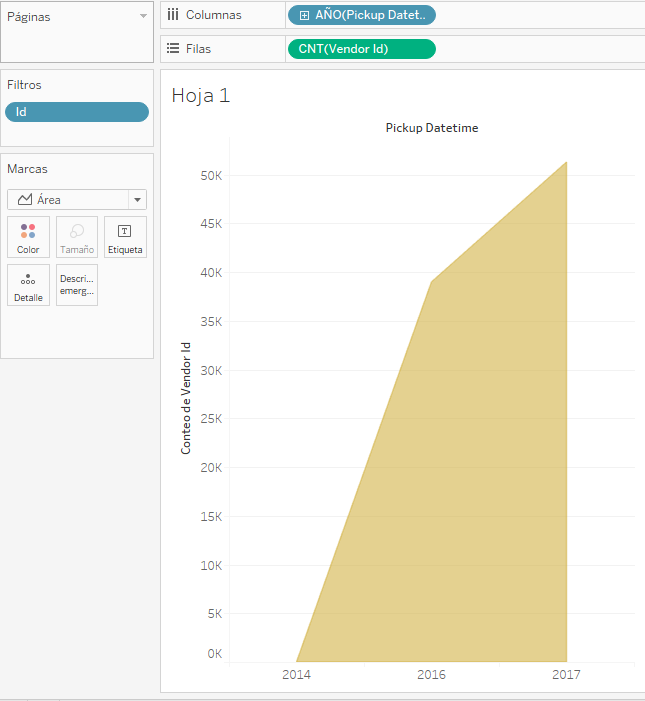 Páginas
Columnas
AÑO(Pickup Datet..
Filas
CNT(Vendor Id)
Filtros
Id
Marcas
Área
Color
Tamaño
Etiqueta
Detalle
Descri...
emerg...
Hoja 1
Pickup Datetime
Conteo de Vendor Id
50K
45K
40K
35K
30K
25K
20K
15K
10K
5K
0K
2014
2016
2017